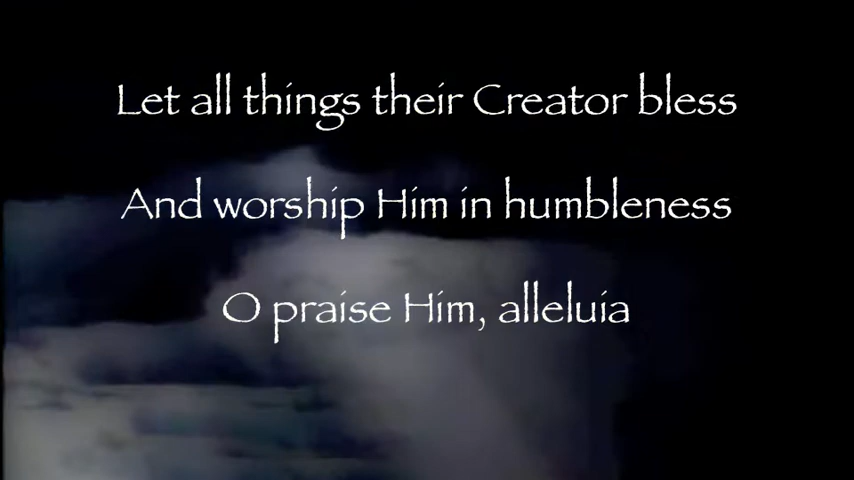 Let all things their Creator bless
And worship Him in humbleness
O praise Him, alleluia